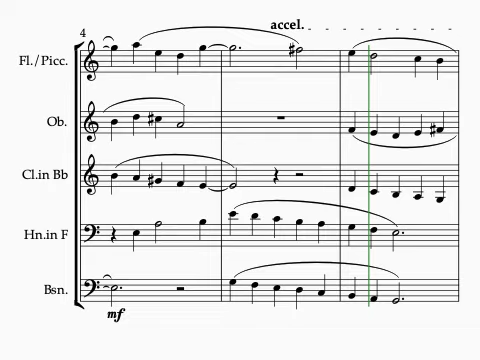 accel.
4
Fl./Picc.
Ob.
Cl.in Bb
Hn.in F
Bsn.
mf